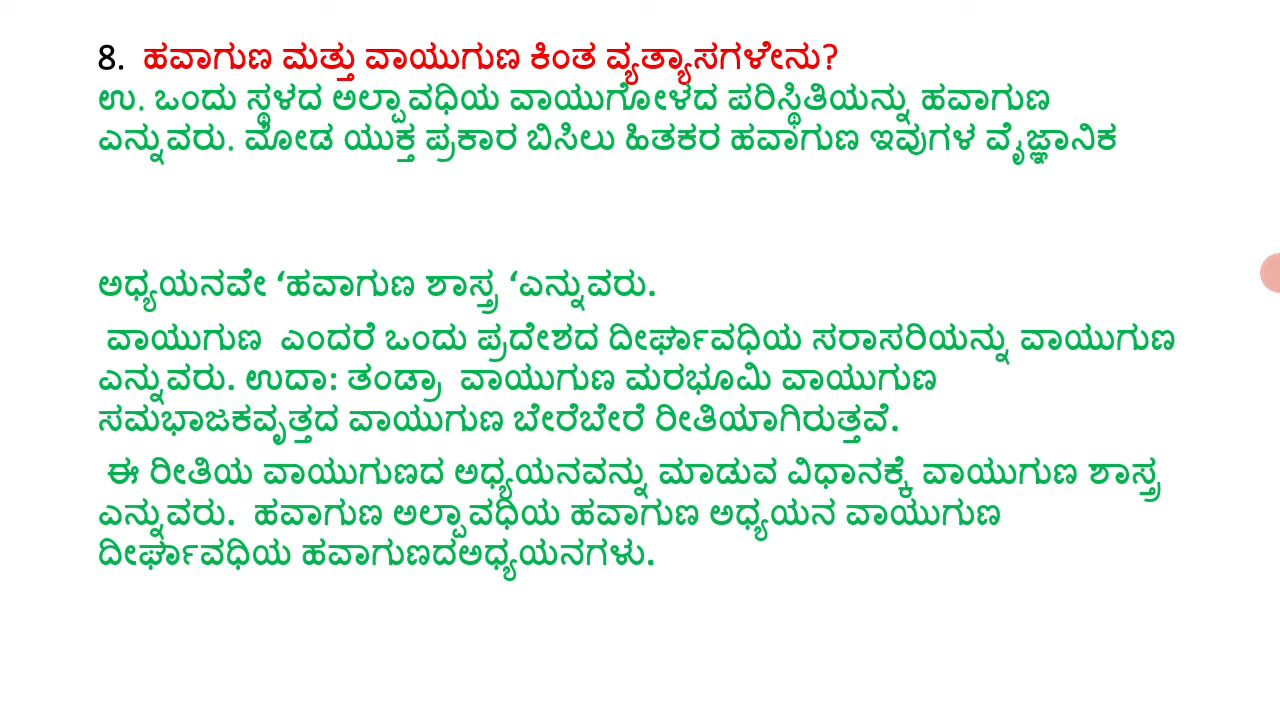 8. ಹವಾಗುಣ ಮತ್ತು ವಾಯುಗುಣ ಕಿಂತ ವ್ಯತ್ಯಾಸಗಳೇನು?
ಉ. ಒಂದು ಸ್ಥಳದ ಅಲ್ಪಾವಧಿಯ ವಾಯುಗೋಳದ ಪರಿಸ್ಥಿತಿಯನ್ನು ಹವಾಗುಣ
ಎನ್ನುವರು. ಮೋಡ ಯುಕ್ತ ಪ್ರಕಾರ ಬಿಸಿಲು ಹಿತಕರ ಹವಾಗುಣ ಇವುಗಳ ವೈಜ್ಞಾನಿಕ
ಅಧ್ಯಯನವೇ ‘ಹವಾಗುಣ ಶಾಸ್ತ್ರ ‘ಎನ್ನುವರು.
ವಾಯುಗುಣ ಎಂದರೆ ಒಂದು ಪ್ರದೇಶದ ದೀರ್ಘಾವಧಿಯ ಸರಾಸರಿಯನ್ನು ವಾಯುಗುಣ
ಎನ್ನುವರು. ಉದಾ: ತಂಡ್ರಾ ವಾಯುಗುಣ ಮರಭೂಮಿ ವಾಯುಗುಣ
ಸಮಭಾಜಕವೃತ್ತದ ವಾಯುಗುಣ ಬೇರೆಬೇರೆ ರೀತಿಯಾಗಿರುತ್ತವೆ.
ಈ ರೀತಿಯ ವಾಯುಗುಣದ ಅಧ್ಯಯನವನ್ನು ಮಾಡುವ ವಿಧಾನಕ್ಕೆ ವಾಯುಗುಣ ಶಾಸ್ತ್ರ
ಎನ್ನುವರು. ಹವಾಗುಣ ಅಲ್ಪಾವಧಿಯ ಹವಾಗುಣ ಅಧ್ಯಯನ ವಾಯುಗುಣ
ದೀರ್ಘಾವಧಿಯ ಹವಾಗುಣದಅಧ್ಯಯನಗಳು.